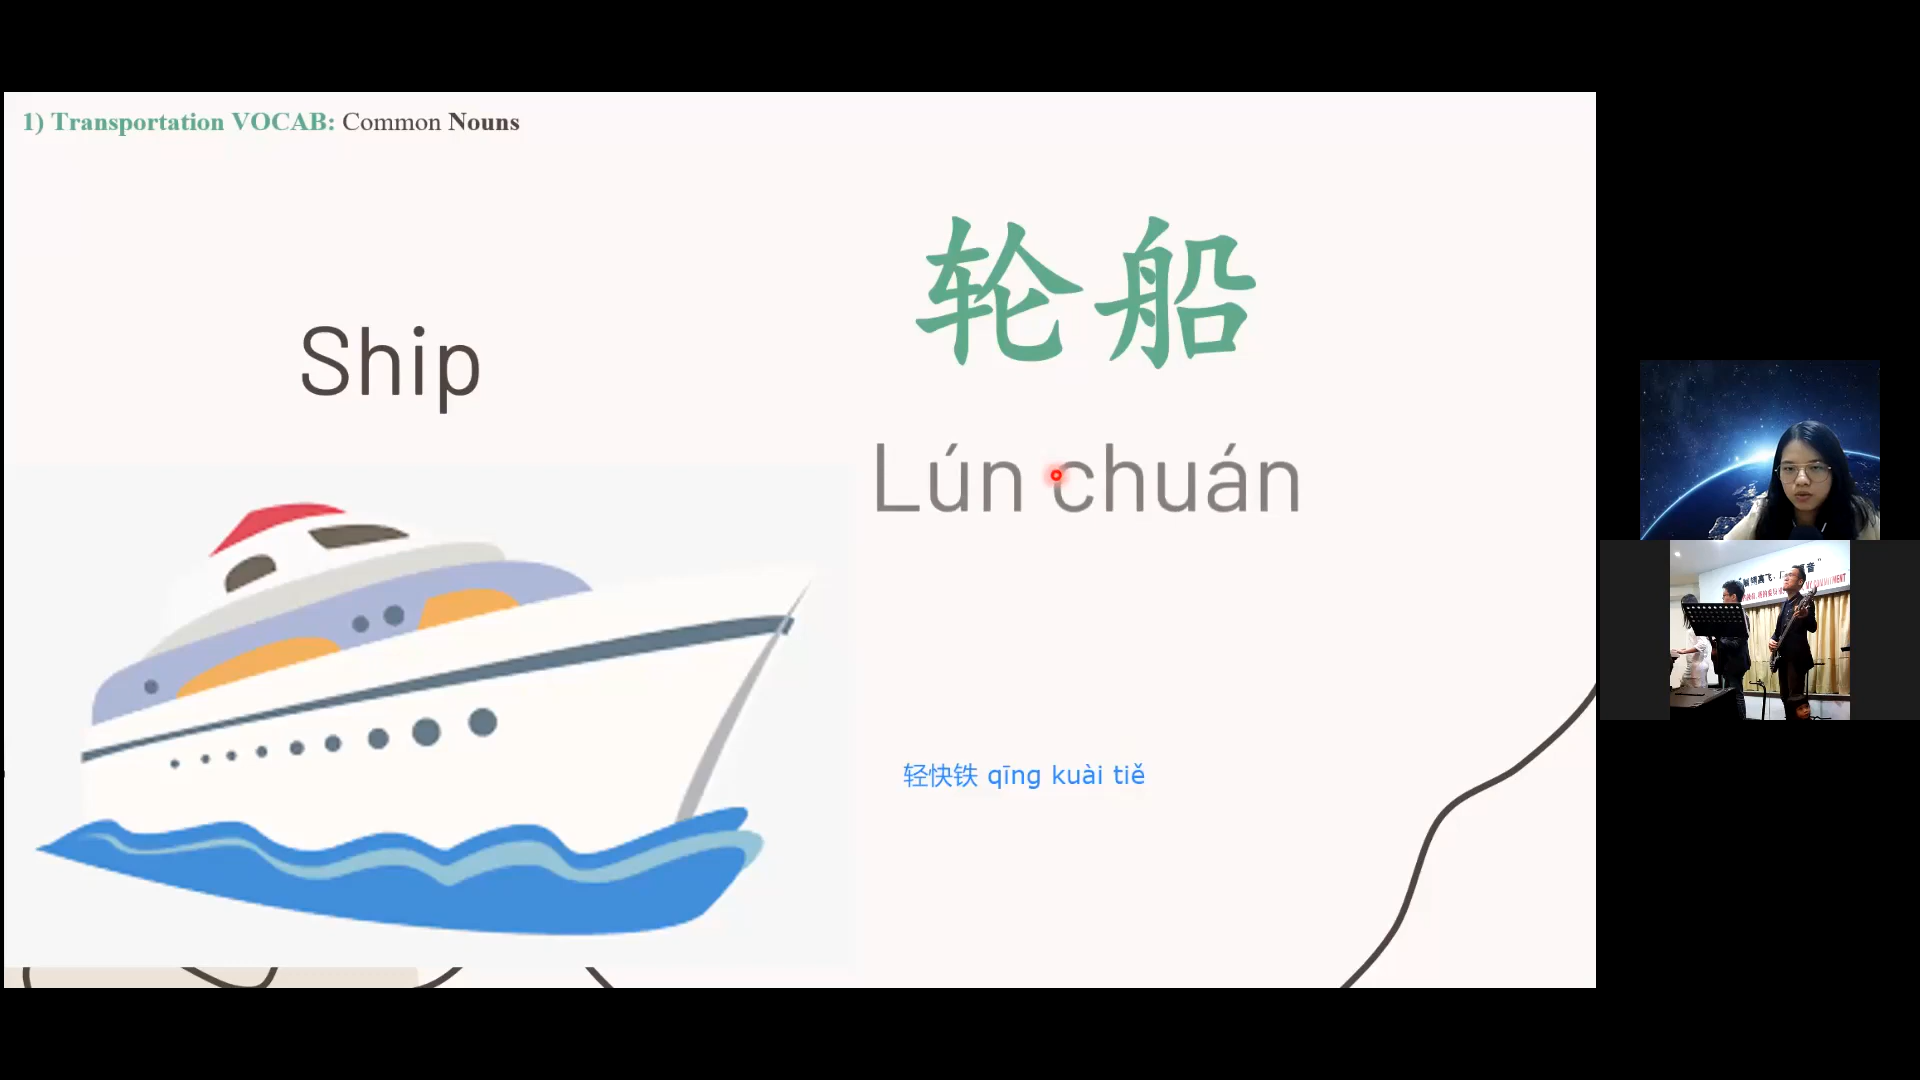 1) Transportation VOCAB: Common Nouns
轮船
Ship
Lún chuán
轻快铁 qīng kuài tiě